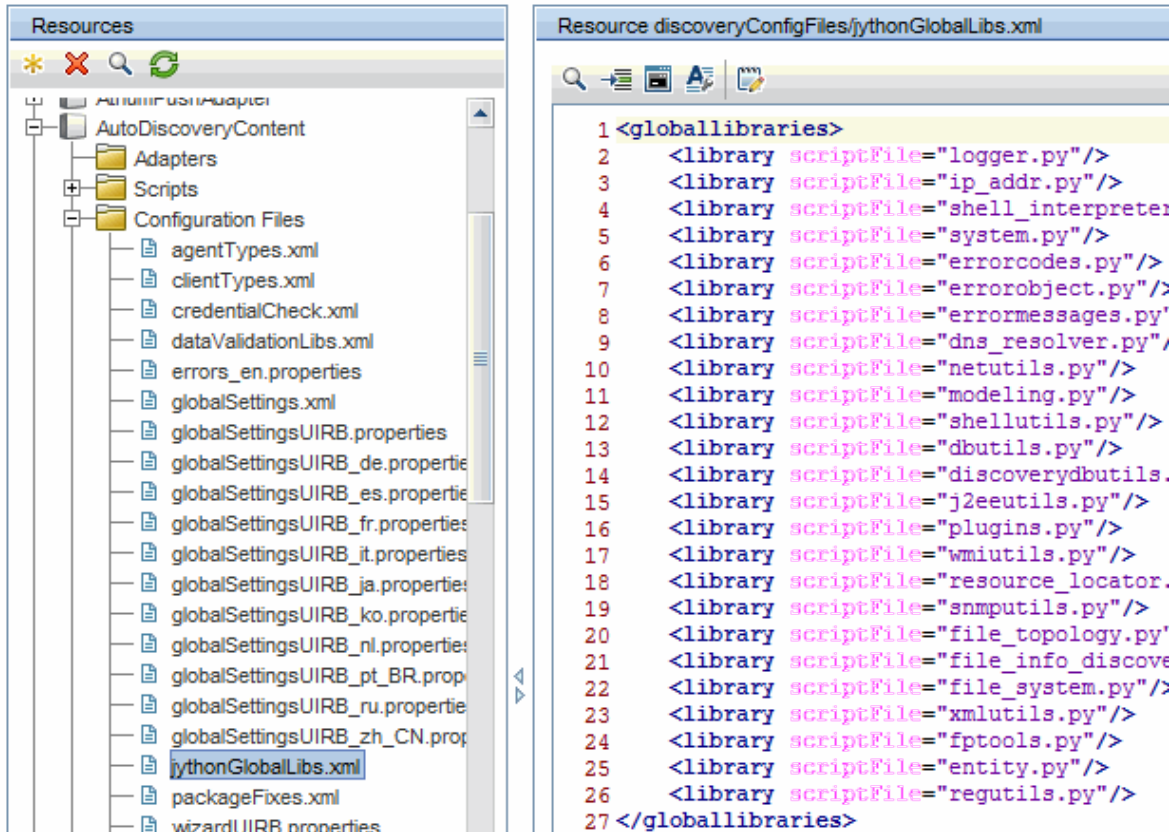 Resources
AtriumPushAdapter
AutoDiscoveryContent
Adapters
Scripts
Configuration Files
agentTypes.xml
clientTypes.xml
credentialCheck.xml
dataValidationLibs.xml
errors_en.properties
globalSettings.xml
globalSettingsUIRB.properties
globalSettingsUIRB_de.propertie
globalSettingsUIRB_es.propertie
globalSettingsUIRB_fr.properties
globalSettingsUIRB_it.properties
globalSettingsUIRB_ja.properties
globalSettingsUIRB_ko.propertie
globalSettingsUIRB_nl.properties
globalSettingsUIRB_pt_BR.prop
globalSettingsUIRB_ru.propertie
globalSettingsUIRB_zh_CN.prop
jythonGlobalLibs.xml
packageFixes.xml
wizardUIRB.properties
Resource discoveryConfigFiles/jythonGlobalLibs.xml
1 <globallibraries>
2 <library scriptFile="logger.py"/>
3 <library scriptFile="ip_addr.py"/>
4 <library scriptFile="shell_interpreter
5 <library scriptFile="system.py"/>
6 <library scriptFile="errorcodes.py"/>
7 <library scriptFile="errorobject.py"/>
8 <library scriptFile="errormessages.py"
9 <library scriptFile="dns_resolver.py"/
10 <library scriptFile="netutils.py"/>
11 <library scriptFile="modeling.py"/>
12 <library scriptFile="shellutils.py"/>
13 <library scriptFile="dbutils.py"/>
14 <library scriptFile="discoverydbutils.
15 <library scriptFile="j2eeutils.py"/>
16 <library scriptFile="plugins.py"/>
17 <library scriptFile="wmiutils.py"/>
18 <library scriptFile="resource_locator.
19 <library scriptFile="snmputils.py"/>
20 <library scriptFile="file_topology.py"
21 <library scriptFile="file_info_discove
22 <library scriptFile="file_system.py"/>
23 <library scriptFile="xmlutils.py"/>
24 <library scriptFile="fptools.py"/>
25 <library scriptFile="entity.py"/>
26 <library scriptFile="regutils.py"/>
27 </globallibraries>